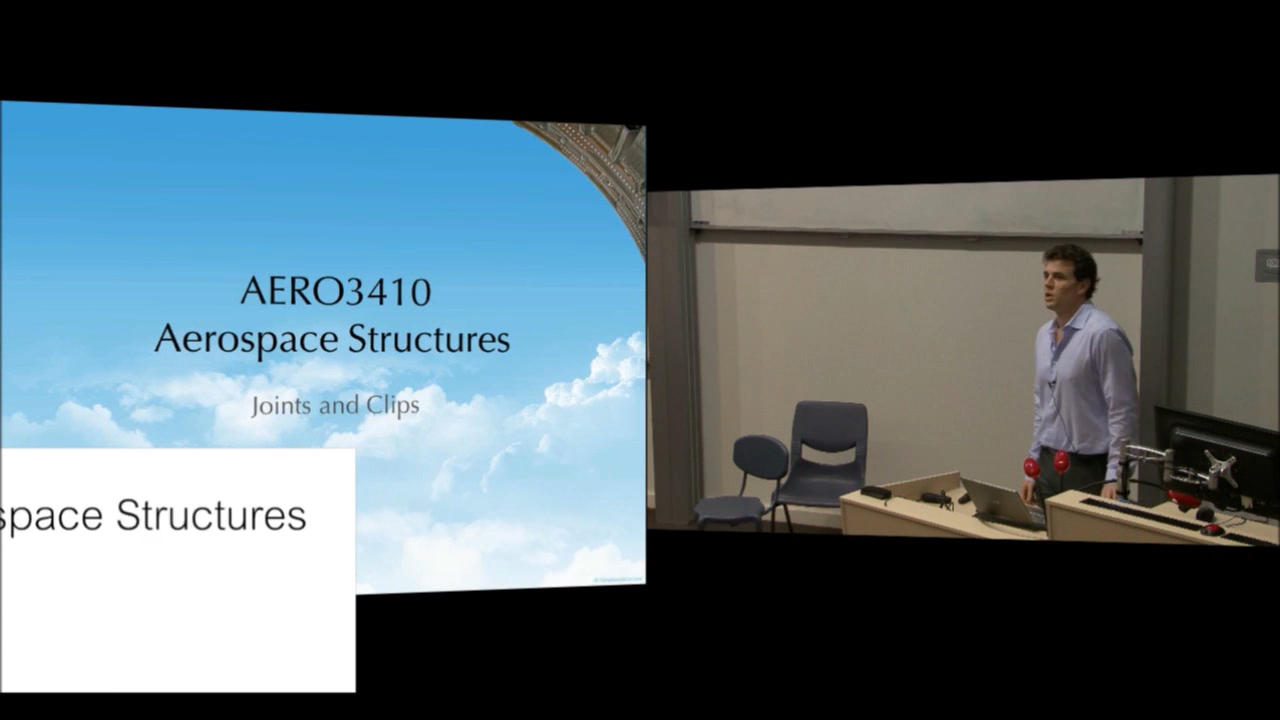 AERO3410
Aerospace Structures
Joints and Clips
space Structures